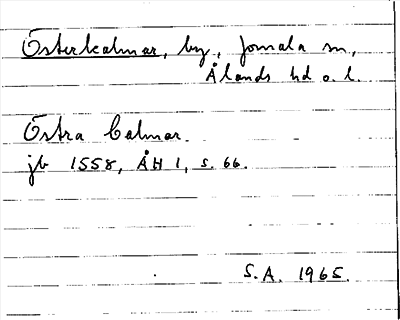 Österkalmar, by, Jomala sn,
Ålands hd o. l.
Östra Calmar.
jb 1558, ÅH 1, s. 66.
S.A. 1965.